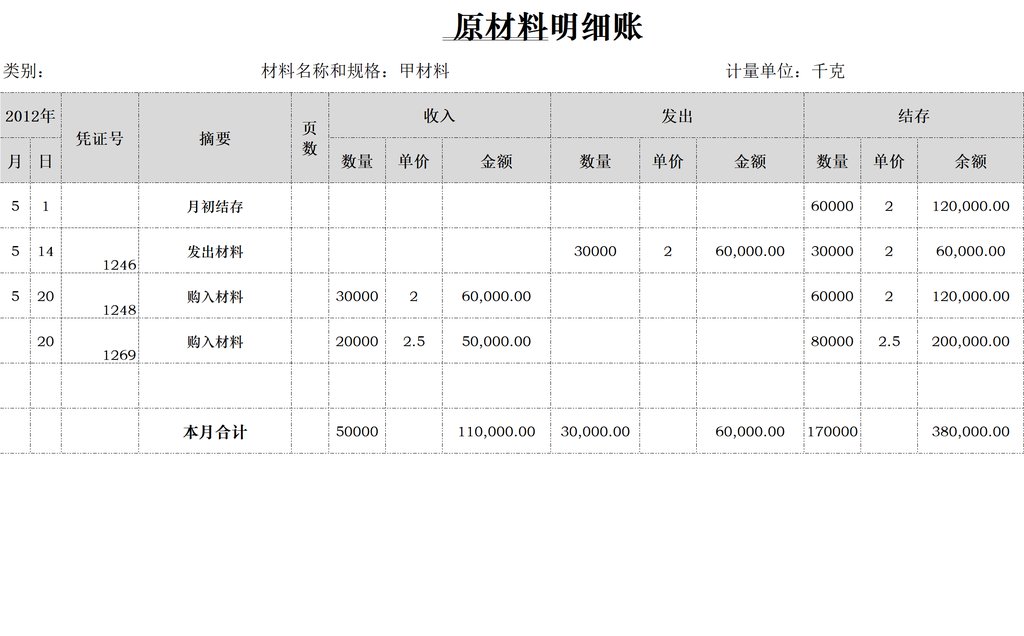 原材料明细账
类别： 材料名称和规格：甲材料 计量单位：千克
2012年 凭证号 摘要 页数 收入 发出 结存
月 日 数量 单价 金额 数量 单价 金额 数量 单价 余额
5 1 月初结存 60000 2 120,000.00
5 14 1246 发出材料 30000 2 60,000.00 30000 2 60,000.00
5 20 1248 购入材料 30000 2 60,000.00 60000 2 120,000.00
20 1269 购入材料 20000 2.5 50,000.00 80000 2.5 200,000.00
本月合计 50000 110,000.00 30,000.00 60,000.00 170000 380,000.00